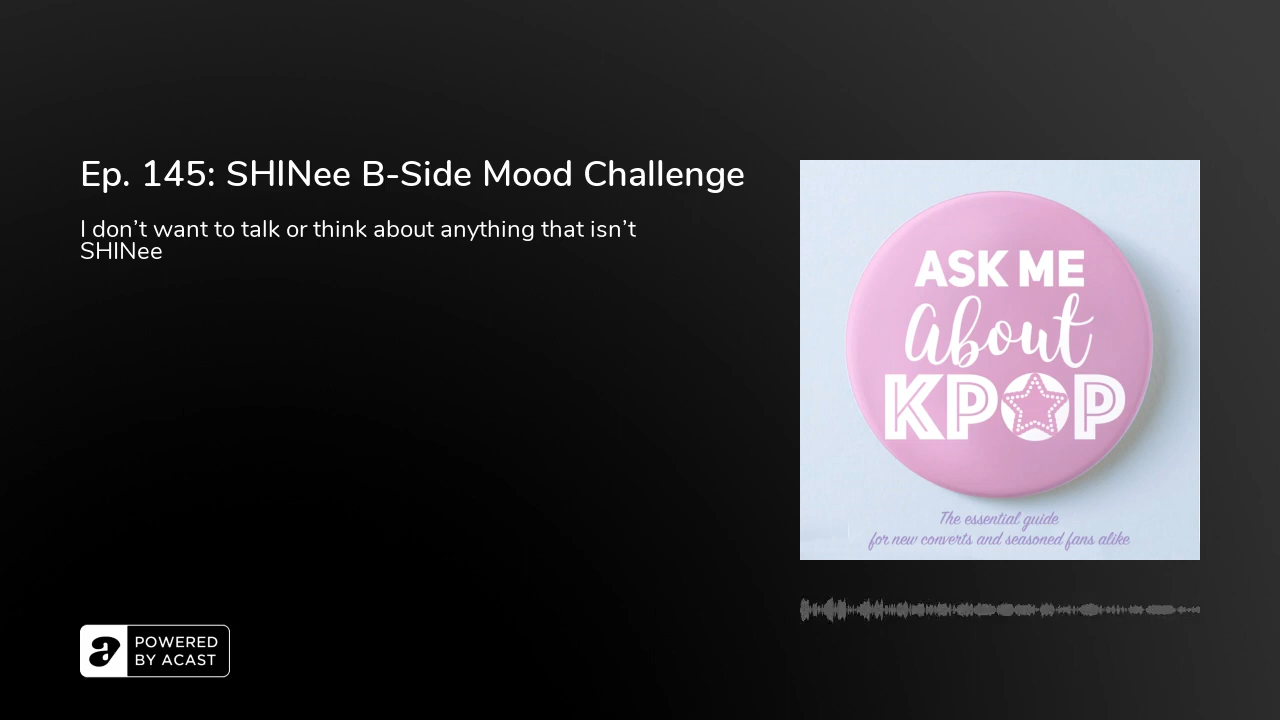 Ep. 145: SHINee B-Side Mood Challenge
I don’t want to talk or think about anything that isn’t
SHINee
ASK ME
About
KPOP
The essential guide
for new converts and seasoned fans alike
a
POWERED
BY ACAST